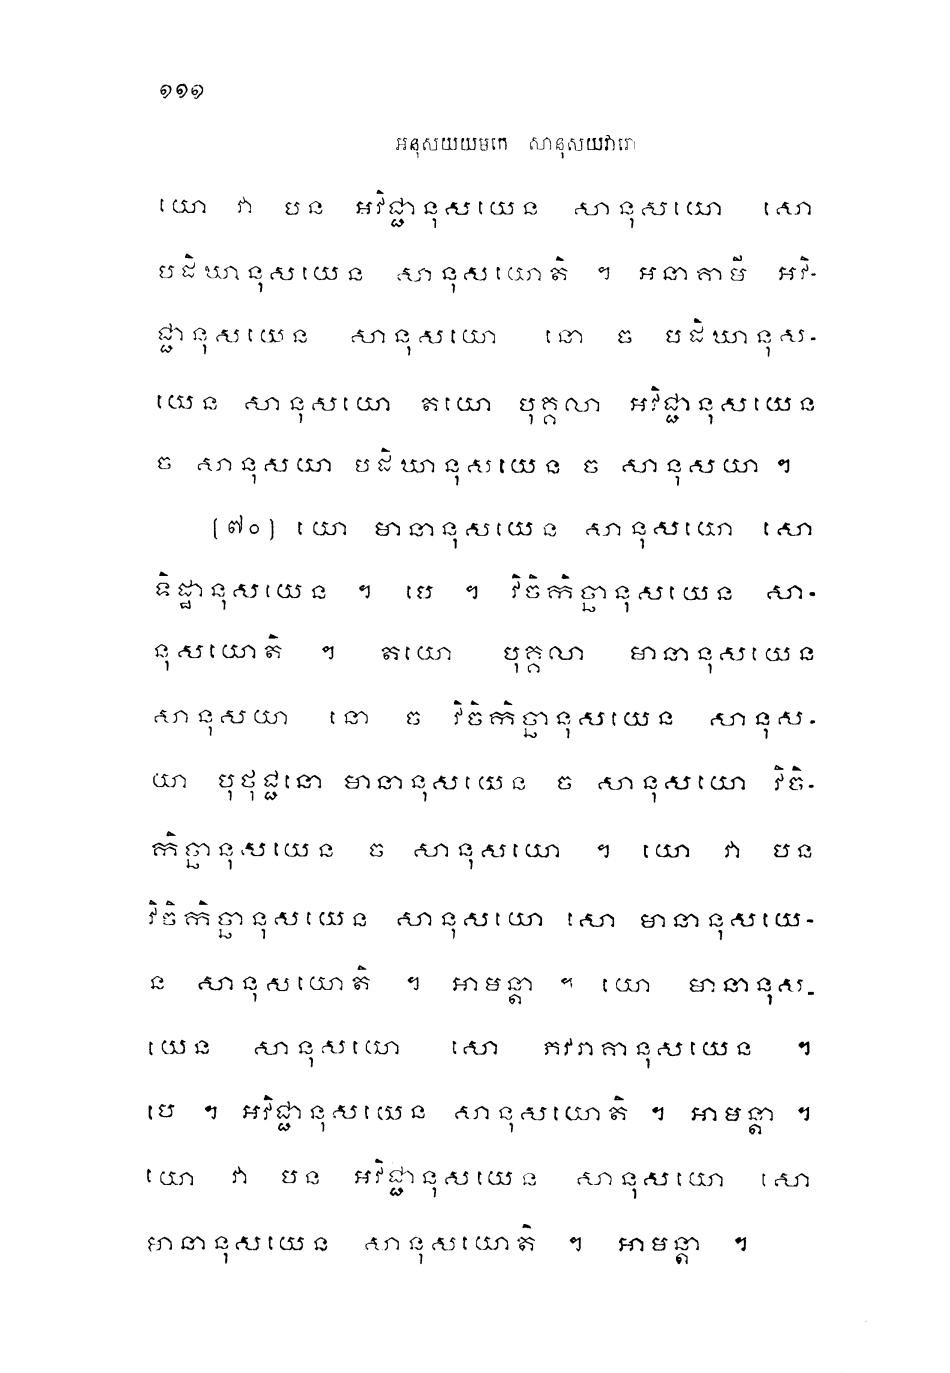 ១១១
អនុសយយមកេ សានុសយវារោ
យោ វា បន អវិជ្ជានុសយេន សានុសយោ សោ
បដិឃានុសយេន សានុសយោតិ ។ អនាគាមី អវិ-
ជ្ជានុសយេន សានុសយោ នោ ច បដិឃានុស-
យេន សានុសយោ តយោ បុគ្គលា អវិជ្ជានុសយេន
ច សានុសយា បដិឃានុសយេន ច សានុសយា ។
(៧០) យោ មានានុសយេន សានុសយោ សោ
ទិដ្ឋានុសយេន ។ បេ ។ វិចិកិច្ឆានុសយេន សា-
នុសយោតិ ។ តយោ បុគ្គលា មានានុសយេន
សានុសយា នោ ច វិចិកិច្ឆានុសយេន សានុស-
យា បុថុជ្ជនោ មានានុសយេន ច សានុសយោ វិចិ-
កិច្ឆានុសយេន ច សានុសយោ ។ យោ វា បន
វិចិកិច្ឆានុសយេន សានុសយោ សោ មានានុសយេ-
ន សានុសយោតិ ។ អាមន្តា ។ យោ មានានុស-
យេន សានុសយោ សោ ភវរាគានុសយេន ។
បេ ។ អវិជ្ជានុសយេន សានុសយោតិ ។ អាមន្តា ។
យោ វា បន អវិជ្ជានុសយេន សានុសយោ សោ
មានានុសយេន សានុសយោតិ ។ អាមន្តា ។